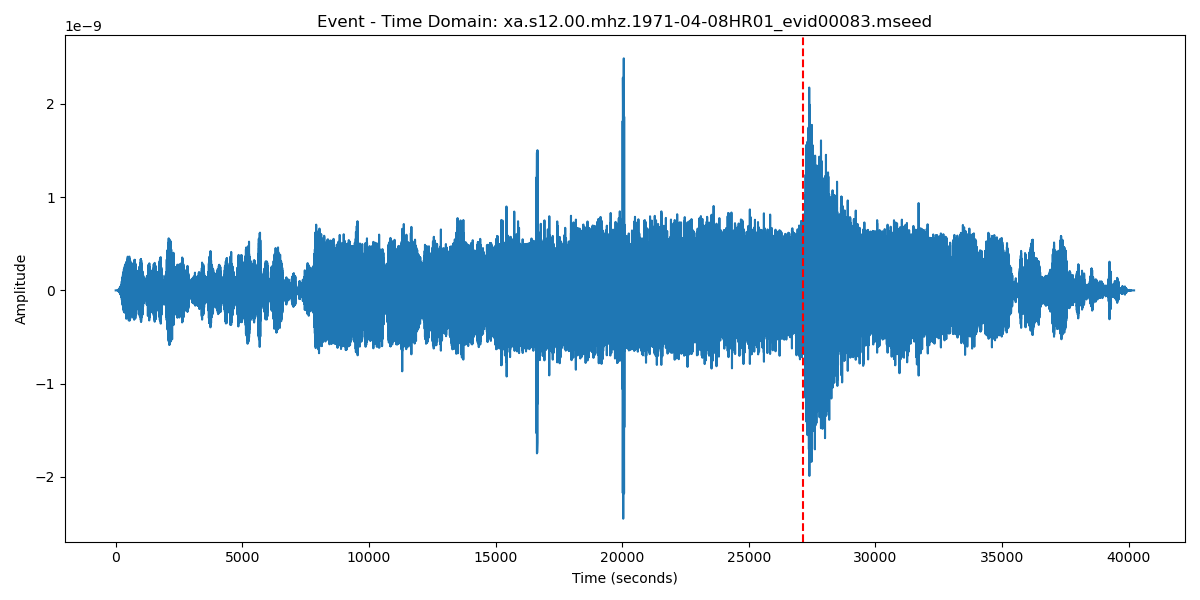 Event - Time Domain: xa.s12.00.mhz.1971-04-08HR01_evid00083.mseed
1e−9
2
1
0
−1
−2
Amplitude
0 5000 10000 15000 20000 25000 30000 35000 40000
Time (seconds)